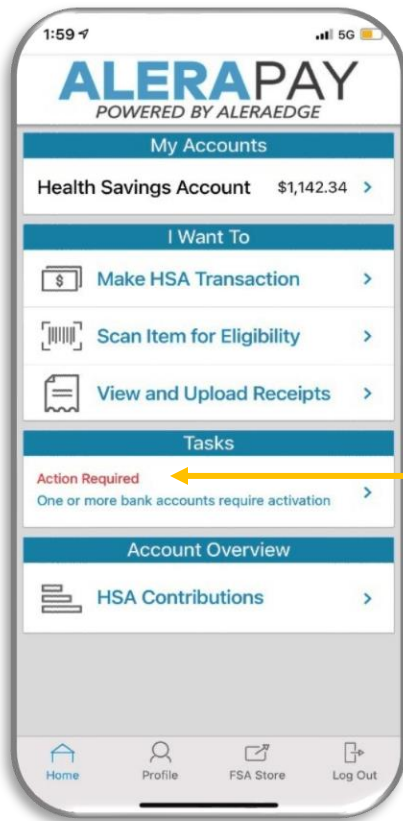 1:59 5G
ALERAPAY
POWERED BY ALERAEDGE
My Accounts
Health Savings Account $1,142.34
I Want To
$ Make HSA Transaction
Scan Item for Eligibility
View and Upload Receipts
Tasks
Action Required
One or more bank accounts require activation
Account Overview
HSA Contributions
Home Profile FSA Store Log Out